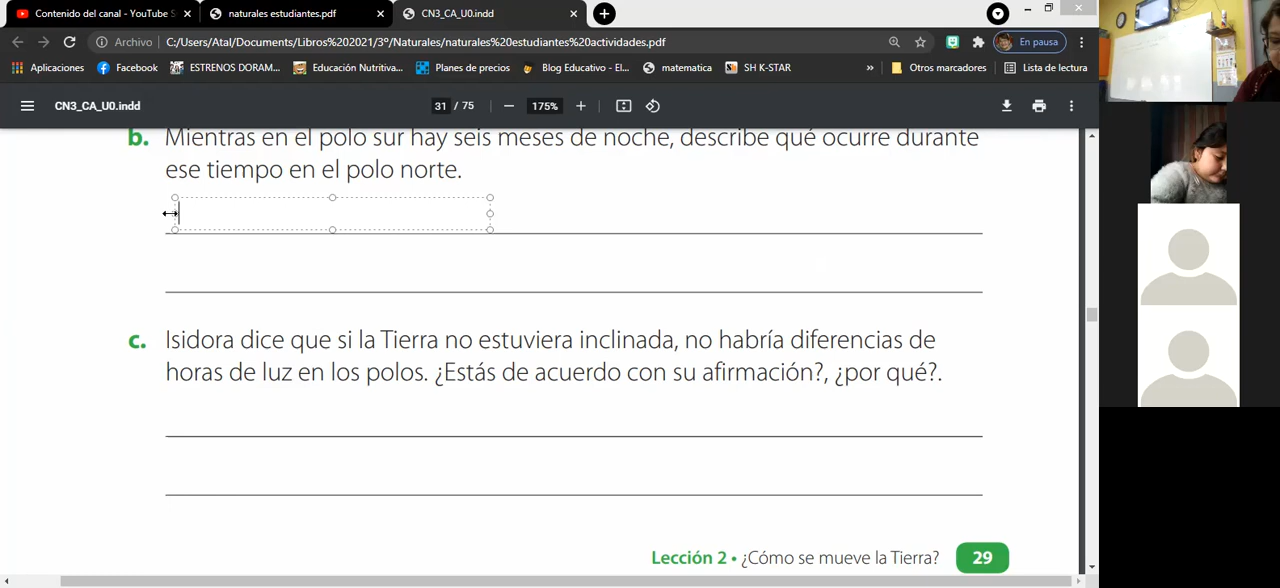 Contenido del canal - YouTube S
naturales estudiantes.pdf
CN3_CA_U0.indd
Archivo
C:/Users/Atal/Documents/Libros%202021/3º/Naturales/naturales%20estudiantes%20actividades.pdf
En pausa
Aplicaciones
Facebook
ESTRENOS DORAM...
Educación Nutritiva...
Planes de precios
Blog Educativo - El...
matematica
SH K-STAR
»
Otros marcadores
Lista de lectura
CN3_CA_U0.indd
31 / 75
175%
b. Mientras en el polo sur hay seis meses de noche, describe qué ocurre durante
ese tiempo en el polo norte.
c. Isidora dice que si la Tierra no estuviera inclinada, no habría diferencias de
horas de luz en los polos. ¿Estás de acuerdo con su afirmación?, ¿por qué?.
Lección 2 • ¿Cómo se mueve la Tierra?
29